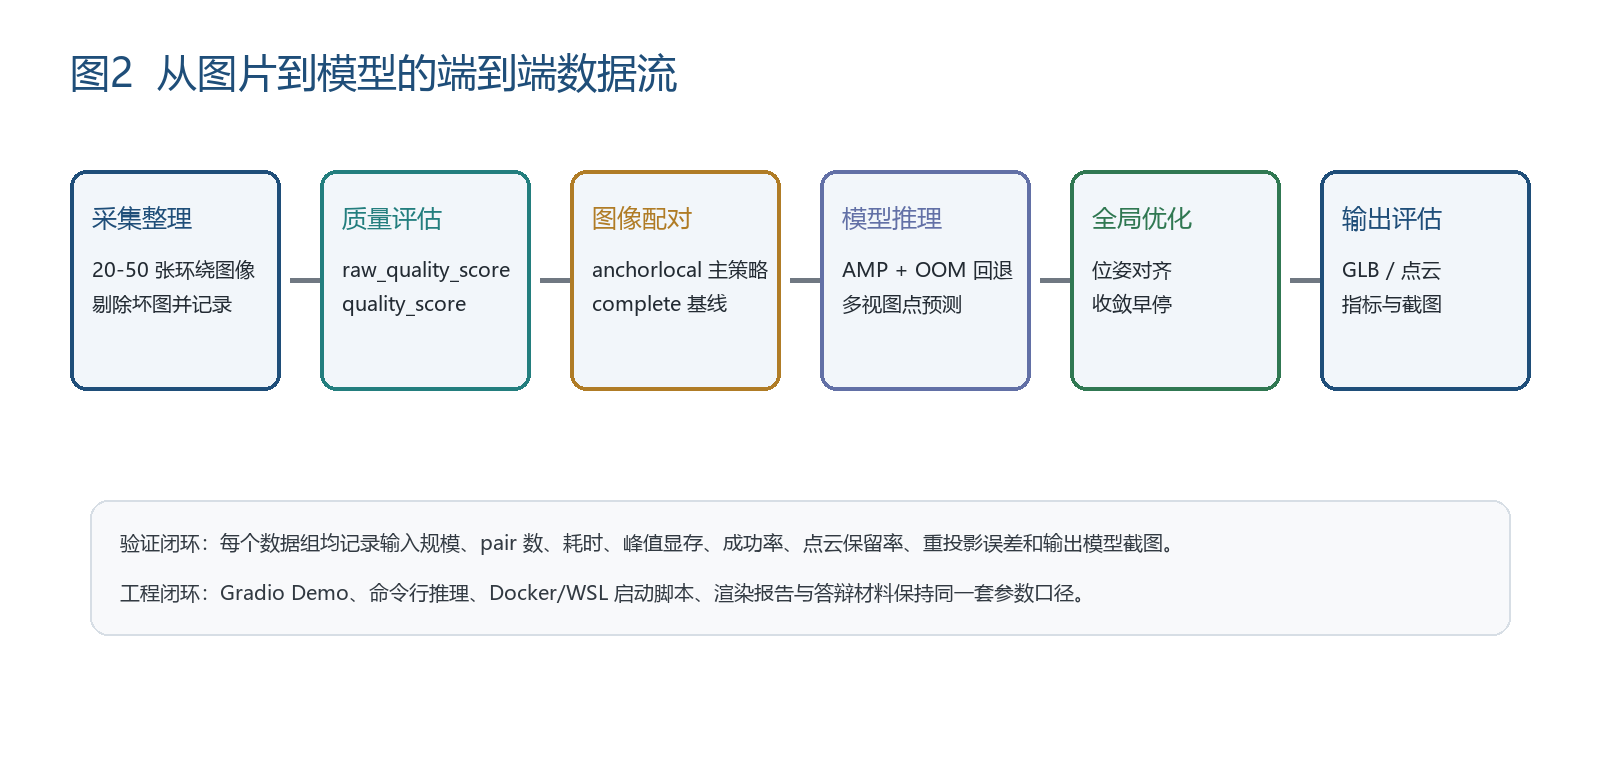 图2 从图片到模型的端到端数据流
采集整理
20-50 张环绕图像
剔除坏图并记录
质量评估
raw_quality_score
quality_score
图像配对
anchorlocal 主策略
complete 基线
模型推理
AMP + OOM 回退
多视图点预测
全局优化
位姿对齐
收敛早停
输出评估
GLB / 点云
指标与截图
验证闭环：每个数据组均记录输入规模、pair 数、耗时、峰值显存、成功率、点云保留率、重投影误差和输出模型截图。
工程闭环：Gradio Demo、命令行推理、Docker/WSL 启动脚本、渲染报告与答辩材料保持同一套参数口径。